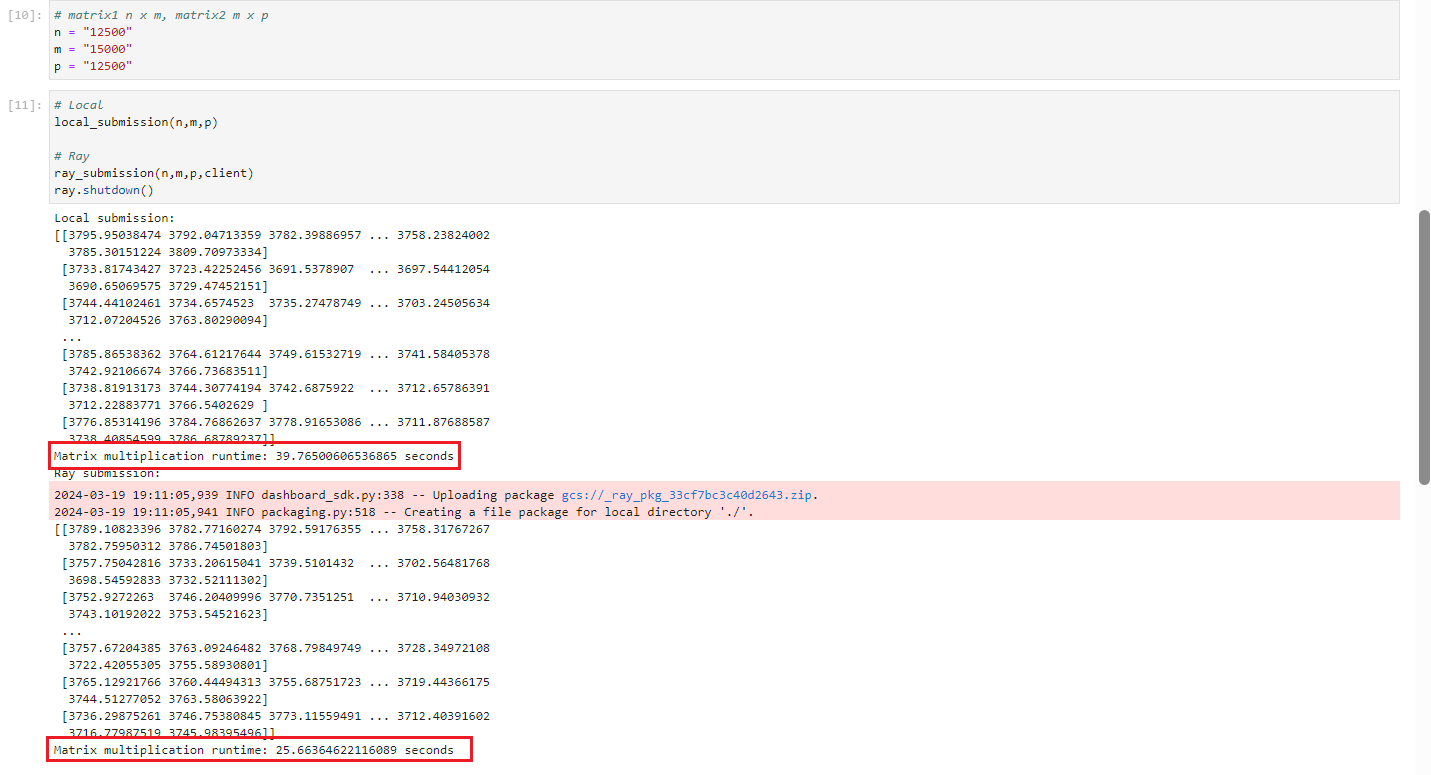 [10]: # matrix1 n x m, matrix2 m x p
n = "12500"
m = "15000"
p = "12500"
[11]: # Local
local_submission(n,m,p)
# Ray
ray_submission(n,m,p,client)
ray.shutdown()
Local submission:
[[3795.95038474 3792.04713359 3782.39886957 ... 3758.23824002
3785.30151224 3809.70973334]
[3733.81743427 3723.42252456 3691.5378907  ... 3697.54412054
3690.65069575 3729.47452151]
[3744.44102461 3734.6574523  3735.27478749 ... 3703.24505634
3712.07204526 3763.80290094]
...
[3785.86538362 3764.61217644 3749.61532719 ... 3741.58405378
3742.92106674 3766.73683511]
[3738.81913173 3744.30774194 3742.6875922  ... 3712.65786391
3712.22883771 3766.5402629 ]
[3776.85314196 3784.76862637 3778.91653086 ... 3711.87688587
3738.40854599 3786.68789237]]
Matrix multiplication runtime: 39.76500606536865 seconds
Ray submission:
2024-03-19 19:11:05,939 INFO dashboard_sdk.py:338 -- Uploading package gcs://_ray_pkg_33cf7bc3c40d2643.zip.
2024-03-19 19:11:05,941 INFO packaging.py:518 -- Creating a file package for local directory './'.
[[3789.10823396 3782.77160274 3792.59176355 ... 3758.31767267
3782.75950312 3786.74501803]
[3757.75042816 3733.20615041 3739.5101432  ... 3702.56481768
3698.54592833 3732.52111302]
[3752.9272263  3746.20409996 3770.7351251  ... 3710.94030932
3743.10192022 3753.54521623]
...
[3757.67204385 3763.09246482 3768.79849749 ... 3728.34972108
3722.42055305 3755.58930801]
[3765.12921766 3760.44494313 3755.68751723 ... 3719.44366175
3744.51277052 3763.58063922]
[3736.29875261 3746.75380845 3773.11559491 ... 3712.40391602
3716.77987519 3745.98395496]]
Matrix multiplication runtime: 25.66364622116089 seconds